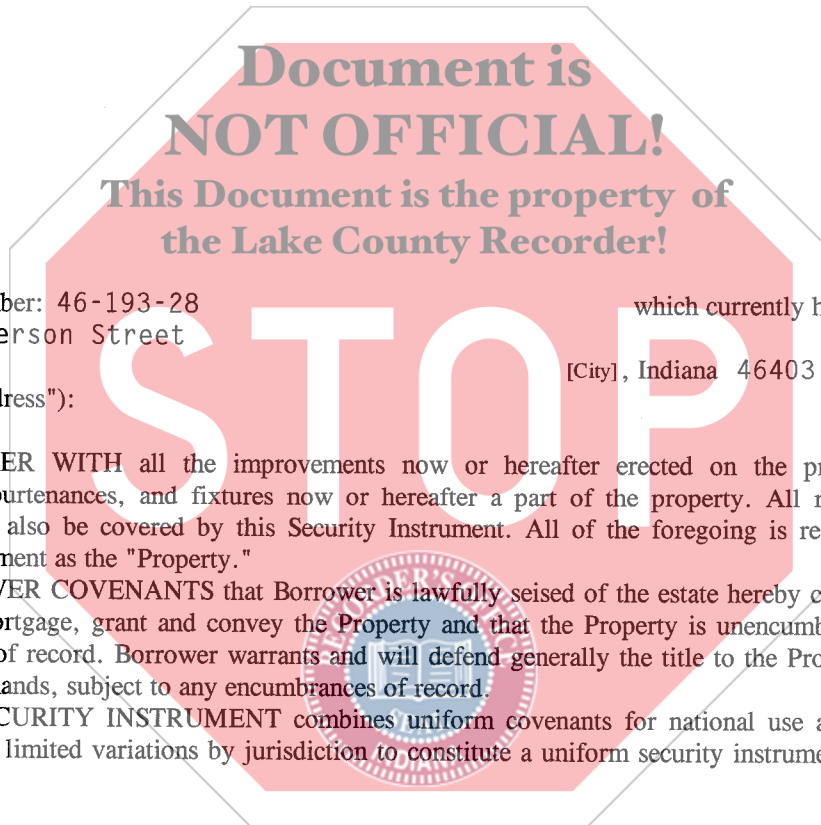 Document is
NOT OFFICIAL!
This Document is the property of
the Lake County Recorder!
ber: 46-193-28 which currently h
erson Street
[City], Indiana 46403
dress"):
STOP
ER WITH all the improvements now or hereafter erected on the pr
ourtenances, and fixtures now or hereafter a part of the property. All r
also be covered by this Security Instrument. All of the foregoing is re
ment as the "Property."
VER COVENANTS that Borrower is lawfully seised of the estate hereby c
ortgage, grant and convey the Property and that the Property is unencumb
of record. Borrower warrants and will defend generally the title to the Pro
ands, subject to any encumbrances of record.
CURITY INSTRUMENT combines uniform covenants for national use a
limited variations by jurisdiction to constitute a uniform security instrume